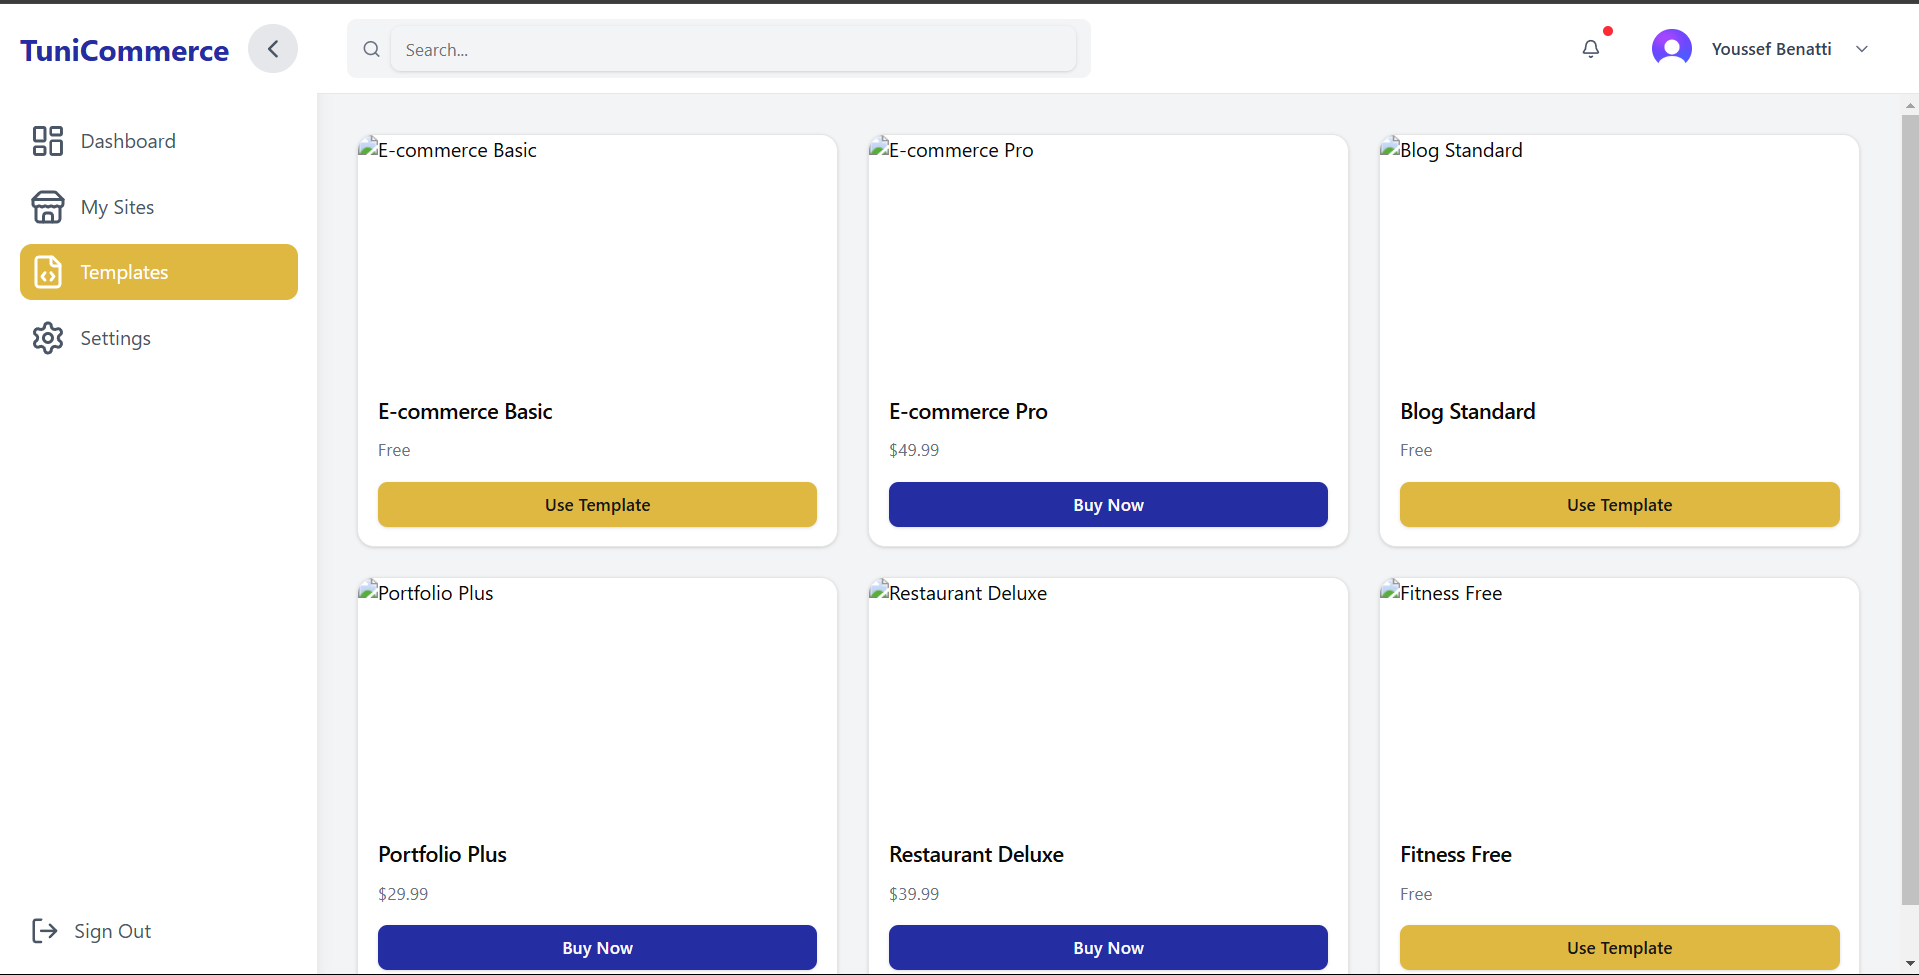 TuniCommerce
Search...
Youssef Benatti
Dashboard
My Sites
Templates
Settings
Sign Out
E-commerce Basic
E-commerce Pro
Blog Standard
E-commerce Basic
E-commerce Pro
Blog Standard
Free
$49.99
Free
Use Template
Buy Now
Use Template
Portfolio Plus
Restaurant Deluxe
Fitness Free
Portfolio Plus
Restaurant Deluxe
Fitness Free
$29.99
$39.99
Free
Buy Now
Buy Now
Use Template